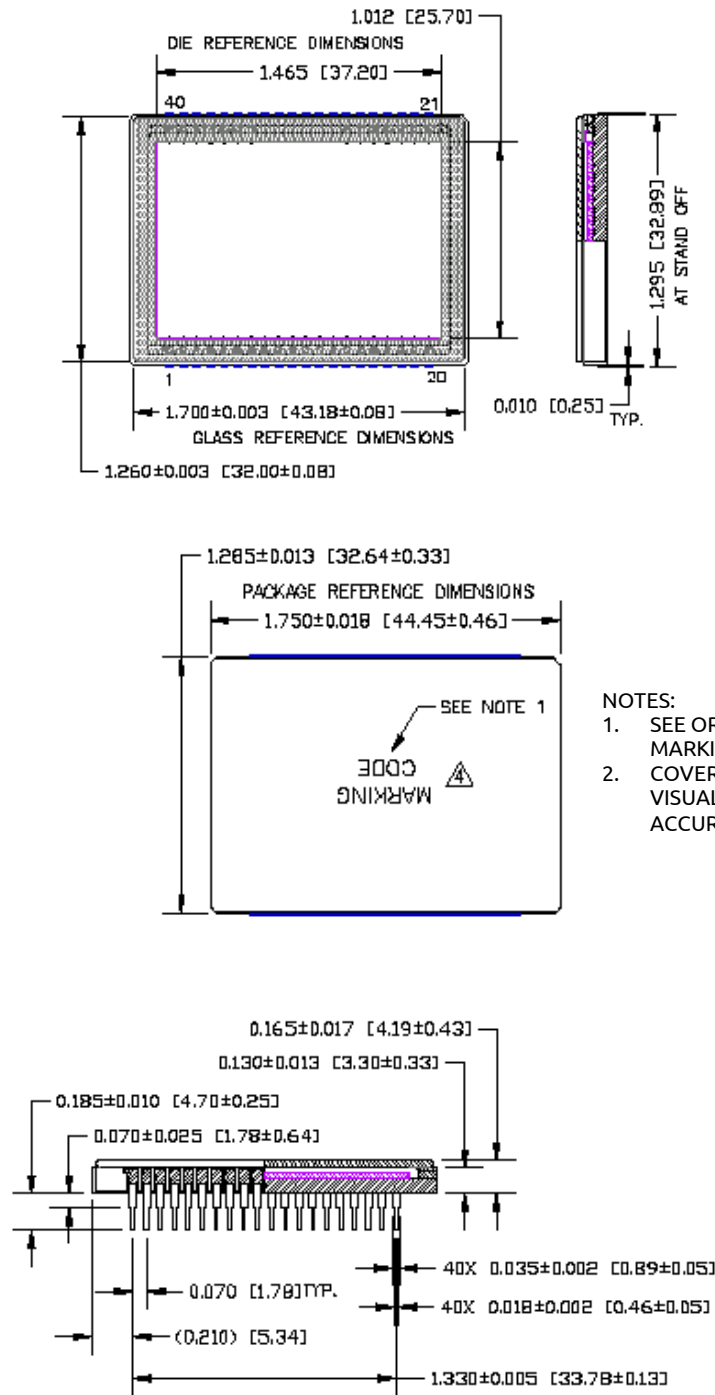 1.012 [25.70]
DIE REFERENCE DIMENSIONS
1.465 [37.20]
40
21
1.295 [32.89]
AT STAND OFF
1
20
0.010 [0.25]
TYP.
1.700±0.003 [43.18±0.08]
GLASS REFERENCE DIMENSIONS
1.260±0.003 [32.00±0.08]
1.285±0.013 [32.64±0.33]
PACKAGE REFERENCE DIMENSIONS
1.750±0.018 [44.45±0.46]
SEE NOTE 1
MARKING
CODE
4
NOTES:
1. SEE
MARKI
2. COVER
VISUAL
ACCUR
0.165±0.017 [4.19±0.43]
0.130±0.013 [3.30±0.33]
0.185±0.010 [4.70±0.25]
0.070±0.025 [1.78±0.64]
40X 0.035±0.002 [0.89±0.05]
0.070 [1.78]TYP.
40X 0.018±0.002 [0.46±0.05]
(0.210) [5.34]
1.330±0.005 [33.78±0.13]